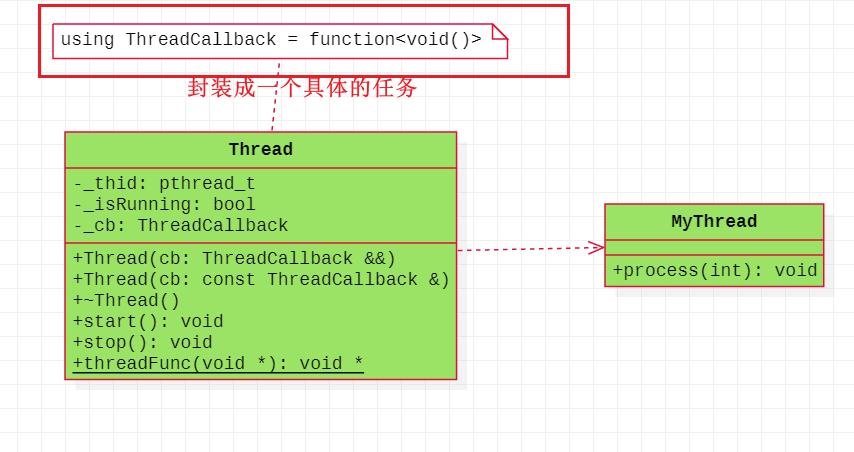 using ThreadCallback = function<void()>
封装成一个具体的任务
Thread
-_thid: pthread_t
-_isRunning: bool
-_cb: ThreadCallback
+Thread(cb: ThreadCallback &&)
+Thread(cb: const ThreadCallback &)
+~Thread()
+start(): void
+stop(): void
+threadFunc(void *): void *
MyThread
+process(int): void